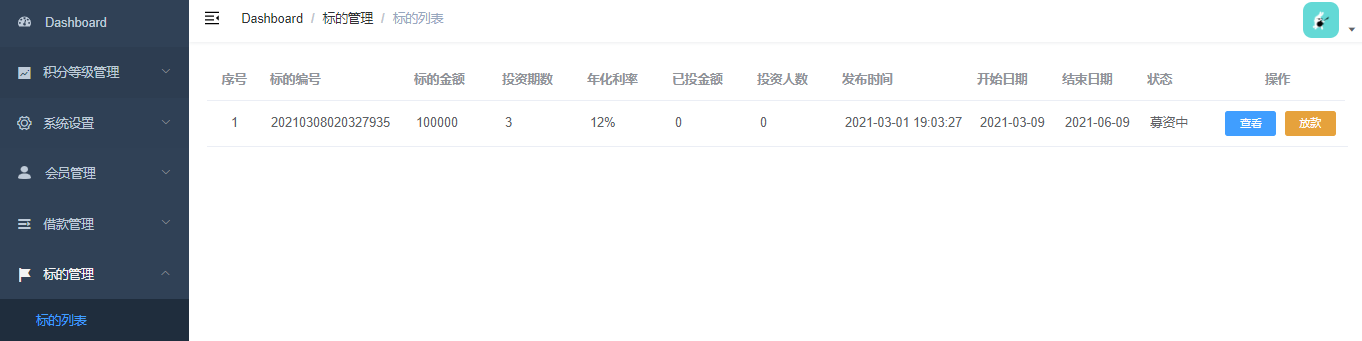 Dashboard
积分等级管理
系统设置
会员管理
借款管理
标的管理
标的列表
Dashboard / 标的管理 / 标的列表
序号 标的编号 标的金额 投资期数 年化利率 已投金额 投资人数 发布时间 开始日期 结束日期 状态 操作
1 20210308020327935 100000 3 12% 0 0 2021-03-01 19:03:27 2021-03-09 2021-06-09 募资中 查看 放款